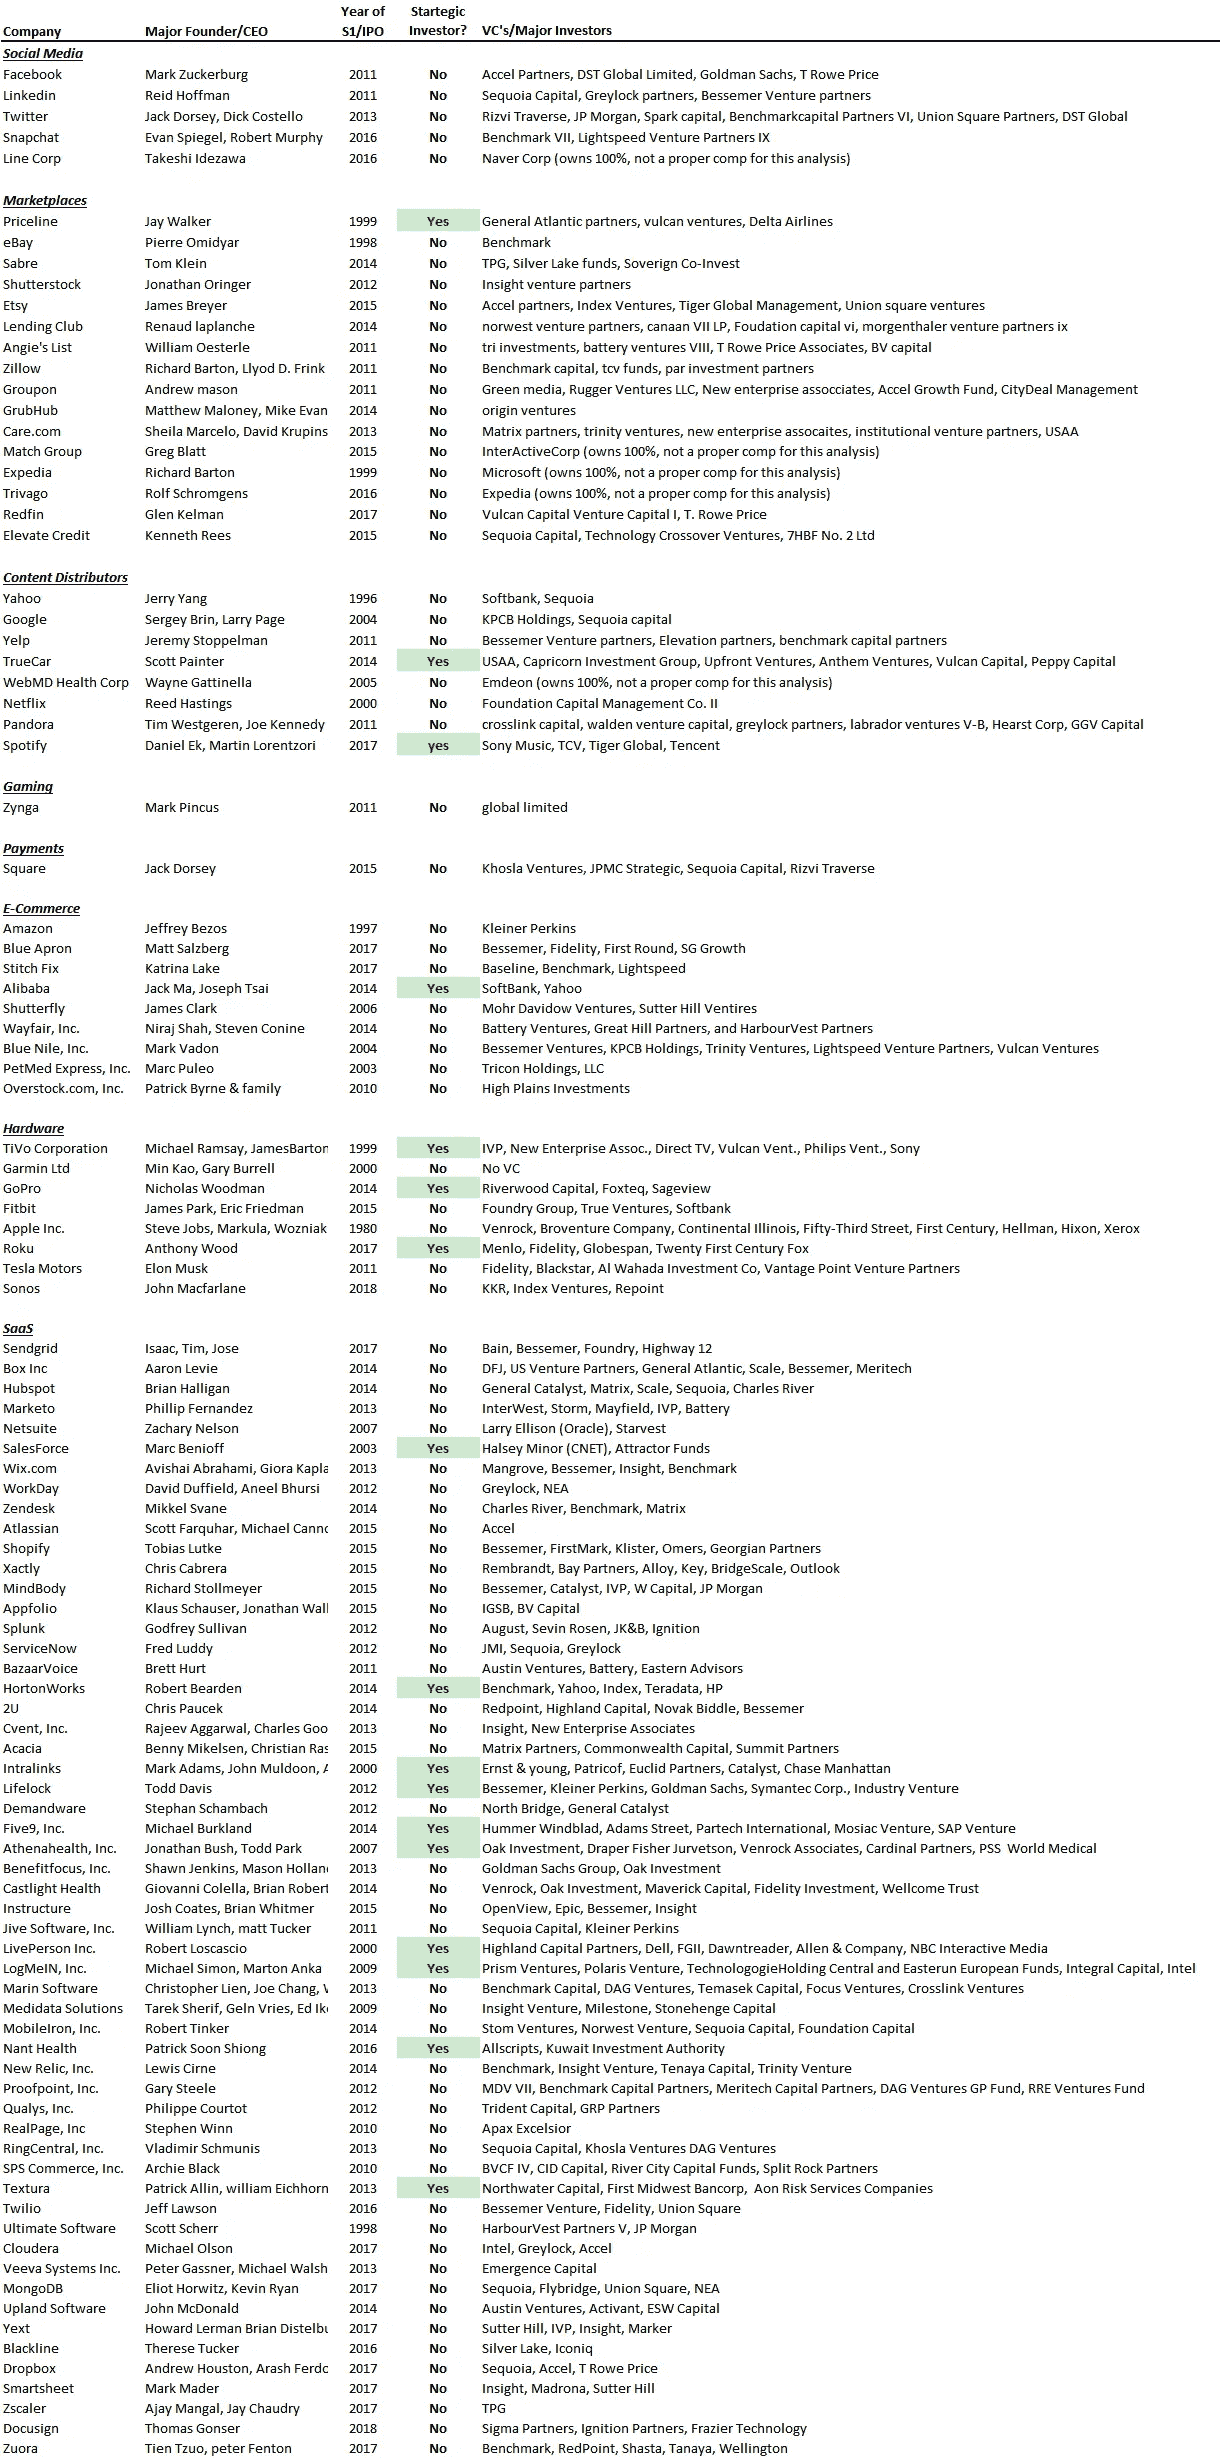 Company Major Founder/CEO Year of S1/IPO Startegic Investor? VC's/Major Investors
Social Media
Facebook Mark Zuckerburg 2011 No Accel Partners, DST Global Limited, Goldman Sachs, T Rowe Price
Linkedin Reid Hoffman 2011 No Sequoia Capital, Greylock partners, Bessemer Venture partners
Twitter Jack Dorsey, Dick Costello 2013 No Rizvi Traverse, JP Morgan, Spark capital, Benchmarkcapital Partners VI, Union Square Partners, DST Global
Snapchat Evan Spiegel, Robert Murphy 2016 No Benchmark VII, Lightspeed Venture Partners IX
Line Corp Takeshi Idezawa 2016 No Naver Corp (owns 100%, not a proper comp for this analysis)
Marketplaces
Priceline Jay Walker 1999 Yes General Atlantic partners, vulcan ventures, Delta Airlines
eBay Pierre Omidyar 1998 No Benchmark
Sabre Tom Klein 2014 No TPG, Silver Lake funds, Soverign Co-Invest
Shutterstock Jonathan Oringer 2012 No Insight venture partners
Etsy James Breyer 2015 No Accel partners, Index Ventures, Tiger Global Management, Union square ventures
Lending Club Renaud laplanche 2014 No norwest venture partners, canaan VII LP, Foudation capital vi, morgenthaler venture partners ix
Angie's List William Oesterle 2011 No tri investments, battery ventures VIII, T Rowe Price Associates, BV capital
Zillow Richard Barton, Llyod D. Frink 2011 No Benchmark capital, tcv funds, par investment partners
Groupon Andrew mason 2011 No Green media, Rugger Ventures LLC, New enterprise assocciates, Accel Growth Fund, CityDeal Management
GrubHub Matthew Maloney, Mike Evan 2014 No origin ventures
Care.com Sheila Marcelo, David Krupins 2013 No Matrix partners, trinity ventures, new enterprise assocaites, institutional venture partners, USAA
Match Group Greg Blatt 2015 No InterActiveCorp (owns 100%, not a proper comp for this analysis)
Expedia Richard Barton 1999 No Microsoft (owns 100%, not a proper comp for this analysis)
Trivago Rolf Schromgens 2016 No Expedia (owns 100%, not a proper comp for this analysis)
Redfin Glen Kelman 2017 No Vulcan Capital Venture Capital I, T. Rowe Price
Elevate Credit Kenneth Rees 2015 No Sequoia Capital, Technology Crossover Ventures, 7HBF No. 2 Ltd
Content Distributors
Yahoo Jerry Yang 1996 No Softbank, Sequoia
Google Sergey Brin, Larry Page 2004 No KPCB Holdings, Sequoia capital
Yelp Jeremy Stoppelman 2011 No Bessemer Venture partners, Elevation partners, benchmark capital partners
TrueCar Scott Painter 2014 Yes USAA, Capricorn Investment Group, Upfront Ventures, Anthem Ventures, Vulcan Capital, Peppy Capital
WebMD Health Corp Wayne Gattinella 2005 No Emdeon (owns 100%, not a proper comp for this analysis)
Netflix Reed Hastings 2000 No Foundation Capital Management Co. II
Pandora Tim Westgeren, Joe Kennedy 2011 No crosslink capital, walden venture capital, greylock partners, labrador ventures V-B, Hearst Corp, GGV Capital
Spotify Daniel Ek, Martin Lorentzori 2017 yes Sony Music, TCV, Tiger Global, Tencent
Gaming
Zynga Mark Pincus 2011 No global limited
Payments
Square Jack Dorsey 2015 No Khosla Ventures, JPMC Strategic, Sequoia Capital, Rizvi Traverse
E-Commerce
Amazon Jeffrey Bezos 1997 No Kleiner Perkins
Blue Apron Matt Salzberg 2017 No Bessemer, Fidelity, First Round, SG Growth
Stitch Fix Katrina Lake 2017 No Baseline, Benchmark, Lightspeed
Alibaba Jack Ma, Joseph Tsai 2014 Yes SoftBank, Yahoo
Shutterfly James Clark 2006 No Mohr Davidow Ventures, Sutter Hill Ventires
Wayfair, Inc. Niraj Shah, Steven Conine 2014 No Battery Ventures, Great Hill Partners, and HarbourVest Partners
Blue Nile, Inc. Mark Vadon 2004 No Bessemer Ventures, KPCB Holdings, Trinity Ventures, Lightspeed Venture Partners, Vulcan Ventures
PetMed Express, Inc. Marc Puleo 2003 No Tricon Holdings, LLC
Overstock.com, Inc. Patrick Byrne & family 2010 No High Plains Investments
Hardware
TiVo Corporation Michael Ramsay, JamesBarton 1999 Yes IVP, New Enterprise Assoc., Direct TV, Vulcan Vent., Philips Vent., Sony
Garmin Ltd Min Kao, Gary Burrell 2000 No No VC
GoPro Nicholas Woodman 2014 Yes Riverwood Capital, Foxteq, Sageview
Fitbit James Park, Eric Friedman 2015 No Foundry Group, True Ventures, Softbank
Apple Inc. Steve Jobs, Markula, Wozniak 1980 No Venrock, Broventure Company, Continental Illinois, Fifty-Third Street, First Century, Hellman, Hixon, Xerox
Roku Anthony Wood 2017 Yes Menlo, Fidelity, Globespan, Twenty First Century Fox
Tesla Motors Elon Musk 2011 No Fidelity, Blackstar, Al Wahada Investment Co, Vantage Point Venture Partners
Sonos John Macfarlane 2018 No KKR, Index Ventures, Repoint
SaaS
Sendgrid Isaac, Tim, Jose 2017 No Bain, Bessemer, Foundry, Highway 12
Box Inc Aaron Levie 2014 No DFJ, US Venture Partners, General Atlantic, Scale, Bessemer, Meritech
Hubspot Brian Halligan 2014 No General Catalyst, Matrix, Scale, Sequoia, Charles River
Marketo Phillip Fernandez 2013 No InterWest, Storm, Mayfield, IVP, Battery
Netsuite Zachary Nelson 2007 No Larry Ellison (Oracle), Starvest
SalesForce Marc Benioff 2003 Yes Halsey Minor (CNET), Attractor Funds
Wix.com Avishai Abrahami, Giora Kapla 2013 No Mangrove, Bessemer, Insight, Benchmark
WorkDay David Duffield, Aneel Bhursi 2012 No Greylock, NEA
Zendesk Mikkel Svane 2014 No Charles River, Benchmark, Matrix
Atlassian Scott Farquhar, Michael Canno 2015 No Accel
Shopify Tobias Lutke 2015 No Bessemer, FirstMark, Klister, Omers, Georgian Partners
Xactly Chris Cabrera 2015 No Rembrandt, Bay Partners, Alloy, Key, BridgeScale, Outlook
MindBody Richard Stollmeyer 2015 No Bessemer, Catalyst, IVP, W Capital, JP Morgan
Appfolio Klaus Schauser, Jonathan Wall 2015 No IGSB, BV Capital
Splunk Godfrey Sullivan 2012 No August, Sevin Rosen, JK&B, Ignition
ServiceNow Fred Luddy 2012 No JMI, Sequoia, Greylock
BazaarVoice Brett Hurt 2011 No Austin Ventures, Battery, Eastern Advisors
HortonWorks Robert Bearden 2014 Yes Benchmark, Yahoo, Index, Teradata, HP
2U Chris Paucek 2014 No Redpoint, Highland Capital, Novak Biddle, Bessemer
Cvent, Inc. Rajeev Aggarwal, Charles Goo 2013 No Insight, New Enterprise Associates
Acacia Benny Mikelsen, Christian Ras 2015 No Matrix Partners, Commonwealth Capital, Summit Partners
Intralinks Mark Adams, John Muldoon, A 2000 Yes Ernst & young, Patricof, Euclid Partners, Catalyst, Chase Manhattan
Lifelock Todd Davis 2012 Yes Bessemer, Kleiner Perkins, Goldman Sachs, Symantec Corp., Industry Venture
Demandware Stephan Schambach 2012 No North Bridge, General Catalyst
Five9, Inc. Michael Burkland 2014 Yes Hummer Windblad, Adams Street, Partech International, Mosiac Venture, SAP Venture
Athenahealth, Inc. Jonathan Bush, Todd Park 2007 Yes Oak Investment, Draper Fisher Jurvetson, Venrock Associates, Cardinal Partners, PSS World Medical
Benefitfocus, Inc. Shawn Jenkins, Mason Hollan 2013 No Goldman Sachs Group, Oak Investment
Castlight Health Giovanni Colella, Brian Robert 2014 No Venrock, Oak Investment, Maverick Capital, Fidelity Investment, Wellcome Trust
Instructure Josh Coates, Brian Whitmer 2015 No OpenView, Epic, Bessemer, Insight
Jive Software, Inc. William Lynch, matt Tucker 2011 No Sequoia Capital, Kleiner Perkins
LivePerson Inc. Robert Loscascio 2000 Yes Highland Capital Partners, Dell, FGII, Dawntreader, Allen & Company, NBC Interactive Media
LogMeIN, Inc. Michael Simon, Marton Anka 2009 Yes Prism Ventures, Polaris Venture, TechnologogieHolding Central and Easterun European Funds, Integral Capital, Intel
Marin Software Christopher Lien, Joe Chang, V 2013 No Benchmark Capital, DAG Ventures, Temasek Capital, Focus Ventures, Crosslink Ventures
Medidata Solutions Tarek Sherif, Geln Vries, Ed Ike 2009 No Insight Venture, Milestone, Stonehenge Capital
MobileIron, Inc. Robert Tinker 2014 No Stom Ventures, Norwest Venture, Sequoia Capital, Foundation Capital
Nant Health Patrick Soon Shiong 2016 Yes Allscripts, Kuwait Investment Authority
New Relic, Inc. Lewis Cirne 2014 No Benchmark, Insight Venture, Tenaya Capital, Trinity Venture
Proofpoint, Inc. Gary Steele 2012 No MDV VII, Benchmark Capital Partners, Meritech Capital Partners, DAG Ventures GP Fund, RRE Ventures Fund
Qualys, Inc. Philippe Courtot 2012 No Trident Capital, GRP Partners
RealPage, Inc Stephen Winn 2010 No Apax Excelsior
RingCentral, Inc. Vladimir Schmunis 2013 No Sequoia Capital, Khosla Ventures DAG Ventures
SPS Commerce, Inc. Archie Black 2010 No BVCF IV, CID Capital, River City Capital Funds, Split Rock Partners
Textura Patrick Allin, william Eichhorn 2013 Yes Northwater Capital, First Midwest Bancorp, Aon Risk Services Companies
Twilio Jeff Lawson 2016 No Bessemer Venture, Fidelity, Union Square
Ultimate Software Scott Scherr 1998 No HarbourVest Partners V, JP Morgan
Cloudera Michael Olson 2017 No Intel, Greylock, Accel
Veeva Systems Inc. Peter Gassner, Michael Walsh 2013 No Emergence Capital
MongoDB Eliot Horwitz, Kevin Ryan 2017 No Sequoia, Flybridge, Union Square, NEA
Upland Software John McDonald 2014 No Austin Ventures, Activant, ESW Capital
Yext Howard Lerman Brian Distelbu 2017 No Sutter Hill, IVP, Insight, Marker
Blackline Therese Tucker 2016 No Silver Lake, Iconiq
Dropbox Andrew Houston, Arash Ferdo 2017 No Sequoia, Accel, T Rowe Price
Smartsheet Mark Mader 2017 No Insight, Madrona, Sutter Hill
Zscaler Ajay Mangal, Jay Chaudry 2017 No TPG
Docusign Thomas Gonser 2018 No Sigma Partners, Ignition Partners, Frazier Technology
Zuora Tien Tzuo, peter Fenton 2017 No Benchmark, RedPoint, Shasta, Tanaya, Wellington